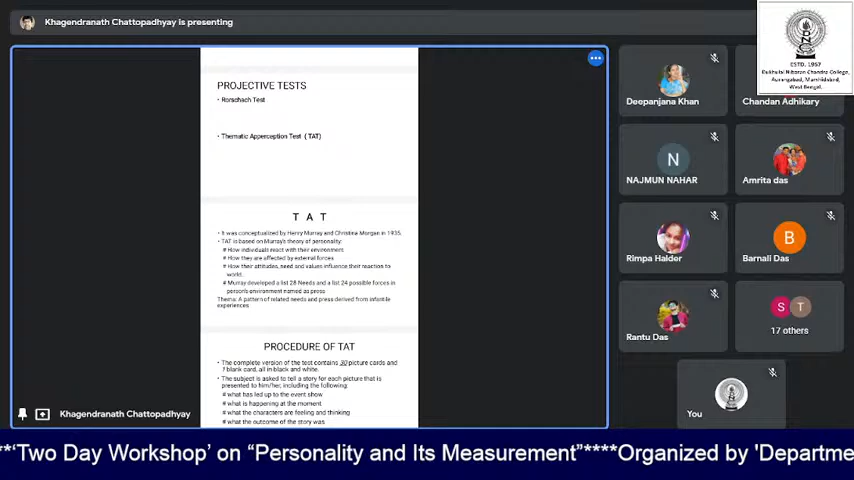 Khagendranath Chattopadhyay is presenting
PROJECTIVE TESTS
• Rorschach Test
• Thematic Apperception Test ( TAT)
T A T
• It was conceptualized by Henry Murray and Christina Morgan in 1935.
• TAT is based on Murray's theory of personality:
# How individuals react with their environment
# How they are affected by external forces
# How their attitudes, need and values influence their reaction to
world.
# Murray developed a list 28 Needs and a list 24 possible forces in
person's environment named as press
Thema: A pattern of related needs and press derived from infantile
experiences
PROCEDURE OF TAT
• The complete version of the test contains 30 picture cards and
1 blank card, all in black and white.
• The subject is asked to tell a story for each picture that is
presented to him/her, including the following:
# what has led up to the event show
# what is happening at the moment
# what the characters are feeling and thinking
# what the outcome of the story was
Khagendranath Chattopadhyay
Deepanjana Khan
Chandan Adhikary
N
NAJMUN NAHAR
Amrita das
Rimpa Halder
B
Barnali Das
Rantu Das
S T
17 others
You
ESTD. 1967
Dukhulal Nibaran Chandra College,
Aurangabad, Murshidabad,
West Bengal.
**'Two Day Workshop' on "Personality and Its Measurement"****Organized by 'Departme